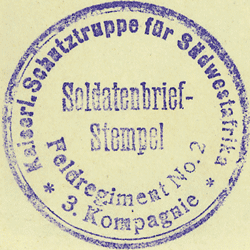 Kaiserl. Schutztruppe für Südwestafrika
Soldatenbrief-
Stempel
Feldregiment No. 2
* 3. Kompagnie *